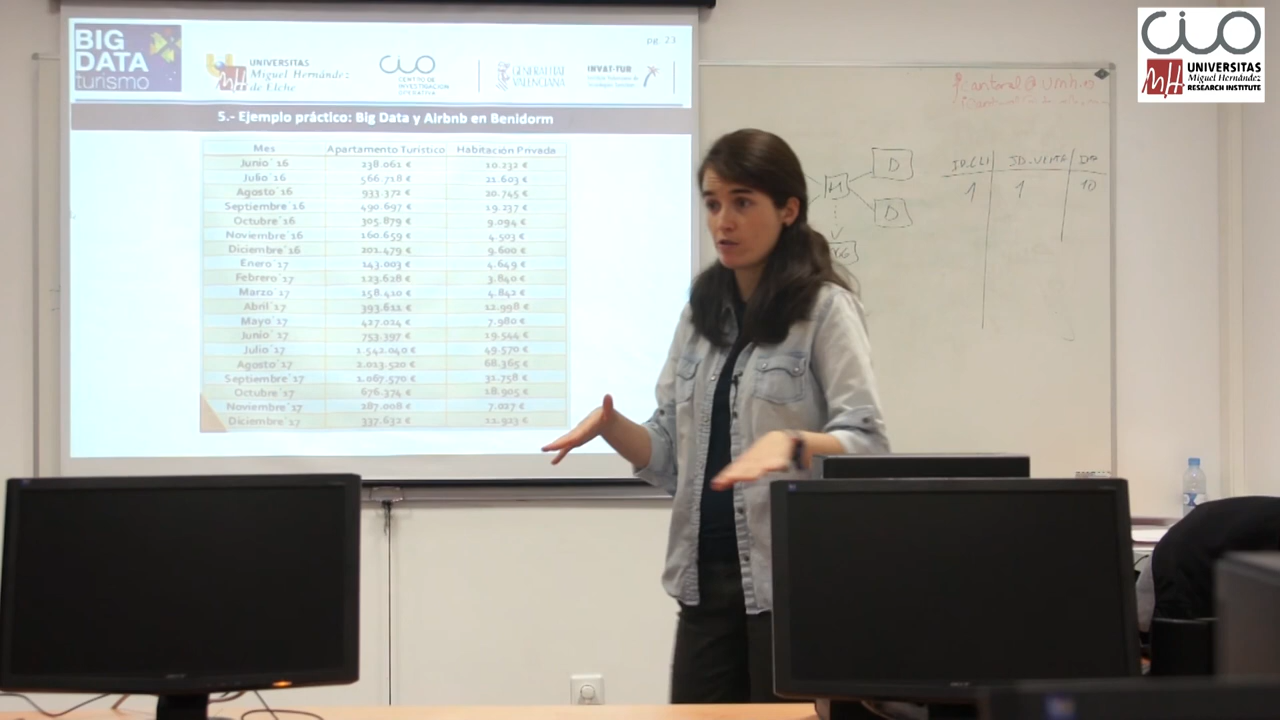 BIG
DATA
turismo
UNIVERSITAS
Miguel Hernández
de Elche
CIO
CENTRO DE
INVESTIGACIÓN
OPERATIVA
GENERALITAT
VALENCIANA
INVAT·TUR
pg. 23
5.- Ejemplo práctico: Big Data y Airbnb en Benidorm
Mes Apartamento Turístico Habitación Privada
Junio´ 16 238.061 € 10.232 €
Julio ´16 566.718 € 21.603 €
Agosto ´16 933.372 € 20.745 €
Septiembre ´16 490.697 € 19.237 €
Octubre´16 305.879 € 9.094 €
Noviembre´16 160.659 € 4.503 €
Diciembre´16 201.479 € 9.600 €
Enero´17 143.003 € 4.649 €
Febrero´17 123.628 € 3.840 €
Marzo´17 158.410 € 4.842 €
Abril´17 393.611 € 12.998 €
Mayo´17 427.024 € 7.980 €
Junio´17 753.397 € 19.544 €
Julio´17 1.542.040 € 49.570 €
Agosto´17 2.013.520 € 68.365 €
Septiembre´17 1.067.570 € 31.758 €
Octubre´17 676.374 € 18.905 €
Noviembre´17 287.008 € 7.027 €
Diciembre´17 337.632 € 11.923 €
M D
D
ID_CLI
1 1 10
CIO
UNIVERSITAS
Miguel Hernández
RESEARCH INSTITUTE